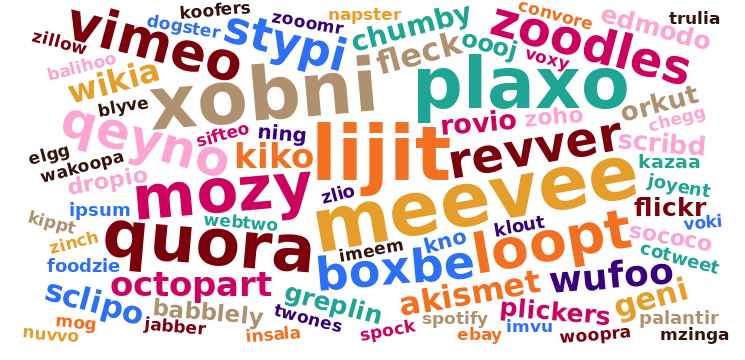 koofers
napster
convore
trulia
vimeo
dogster
zooomr
zoodles
edmodo
zillow
stypi
chumby
fleck
oooj
voxy
balihoo
wikia
xobni
plaxo
orkut
blyve
chegg
qeyno
sifteo
ning
rovio
zoho
scribd
elgg
wakoopa
kiko
lijit
revver
kazaa
dropio
mozy
zlio
meevee
joyent
ipsum
flickr
kippt
webtwo
quora
imeem
kno
klout
loopt
voki
zinch
sococo
cotweet
foodzie
octopart
boxbe
wufoo
sclipo
babblely
greplin
akismet
plickers
geni
twones
spotify
palantir
nuvvo
mog
jabber
insala
spock
ebay
imvu
woopra
mzinga